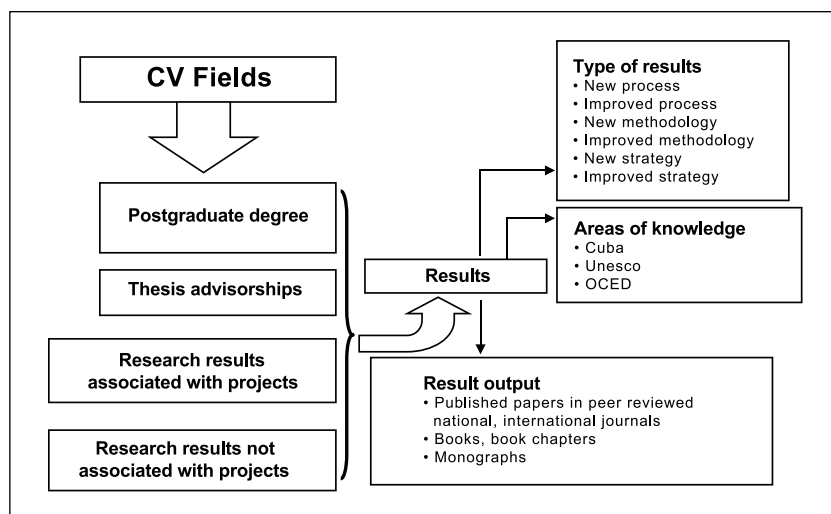 CV Fields
Postgraduate degree
Thesis advisorships
Research results
associated with projects
Research results not
associated with projects
Results
Type of results
• New process
• Improved process
• New methodology
• Improved methodology
• New strategy
• Improved strategy
Areas of knowledge
• Cuba
• Unesco
• OCED
Result output
• Published papers in peer reviewed
national, international journals
• Books, book chapters
• Monographs